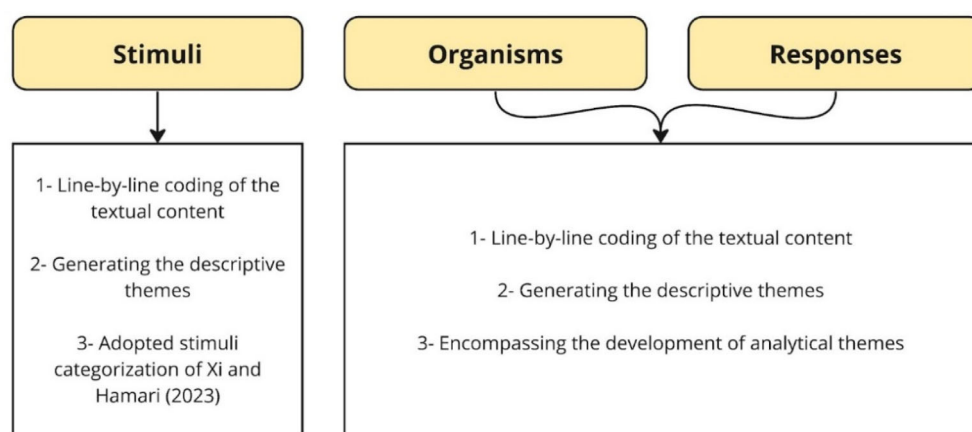 Stimuli
Organisms
Responses
1- Line-by-line coding of the
textual content
2- Generating the descriptive
themes
3- Adopted stimuli
categorization of Xi and
Hamari (2023)
1- Line-by-line coding of the textual content
2- Generating the descriptive themes
3- Encompassing the development of analytical themes